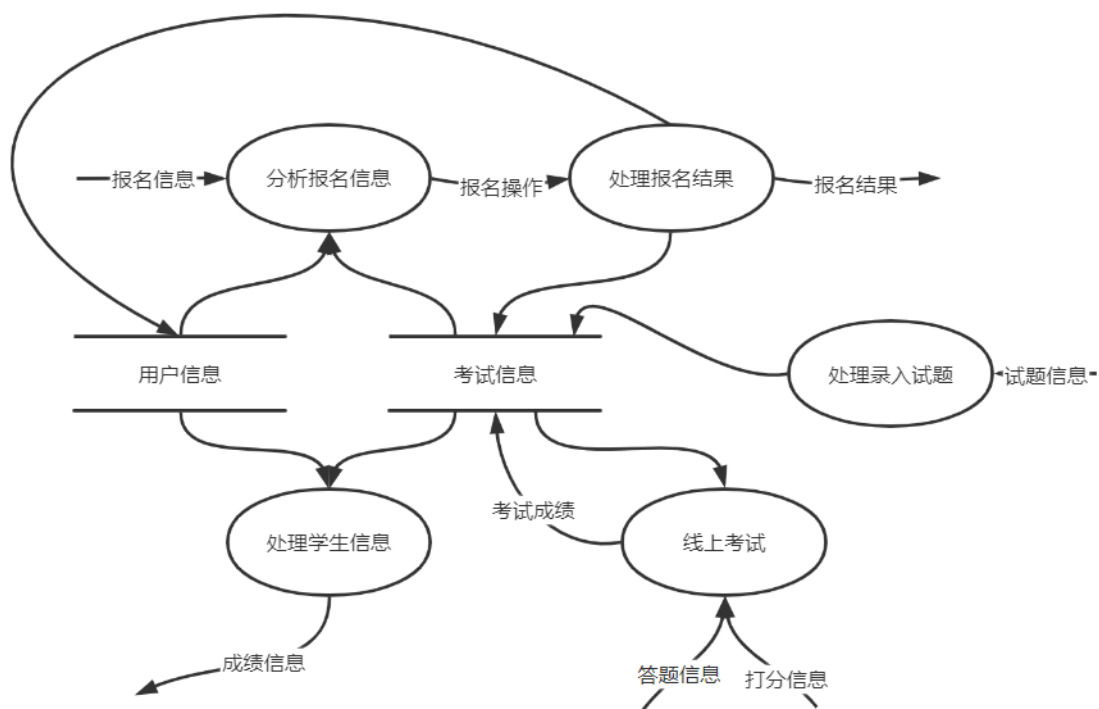 报名信息
分析报名信息
报名操作
处理报名结果
报名结果
用户信息
考试信息
处理录入试题
试题信息
考试成绩
处理学生信息
线上考试
成绩信息
答题信息
打分信息